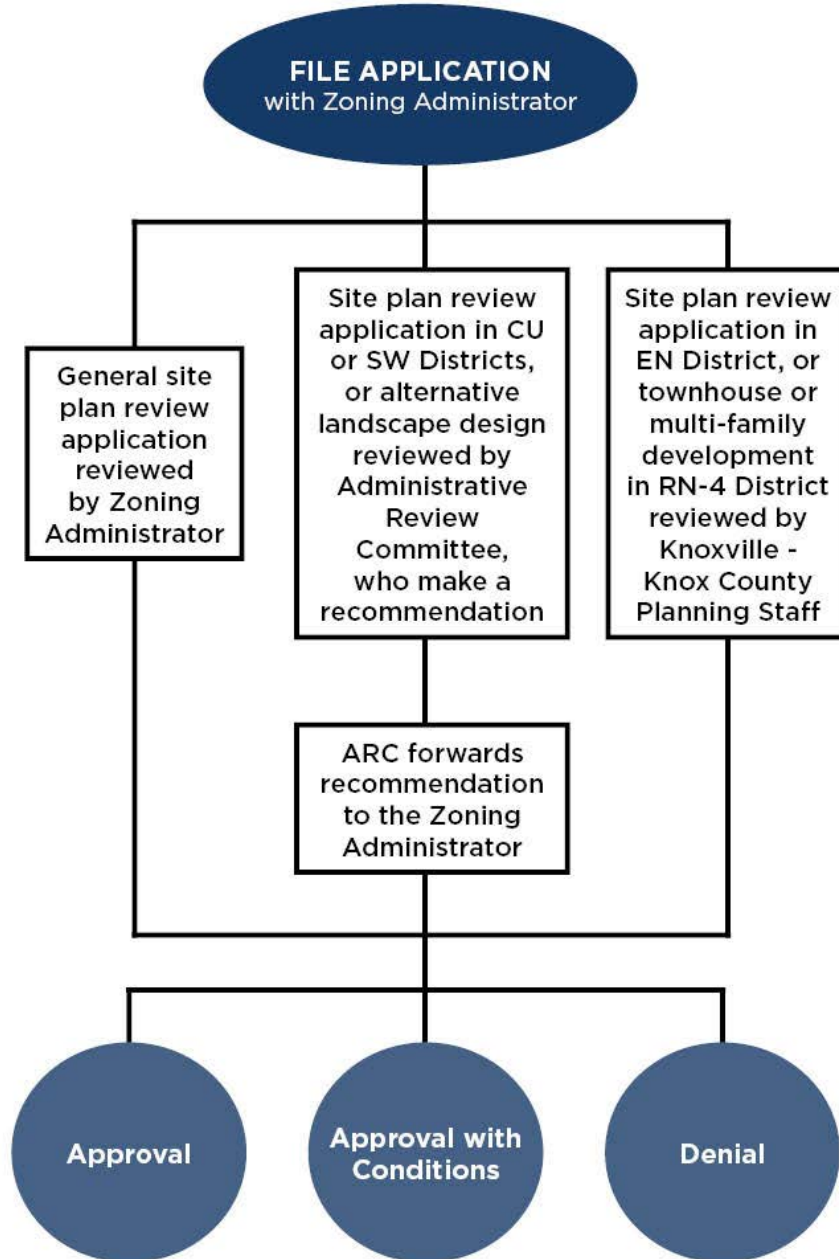 FILE APPLICATION
with Zoning Administrator
General site
plan review
application
reviewed
by Zoning
Administrator
Site plan review
application in CU
or SW Districts,
or alternative
landscape design
reviewed by
Administrative
Review
Committee,
who make a
recommendation
Site plan review
application in
EN District, or
townhouse or
multi-family
development
in RN-4 District
reviewed by
Knoxville -
Knox County
Planning Staff
ARC forwards
recommendation
to the Zoning
Administrator
Approval
Approval with
Conditions
Denial